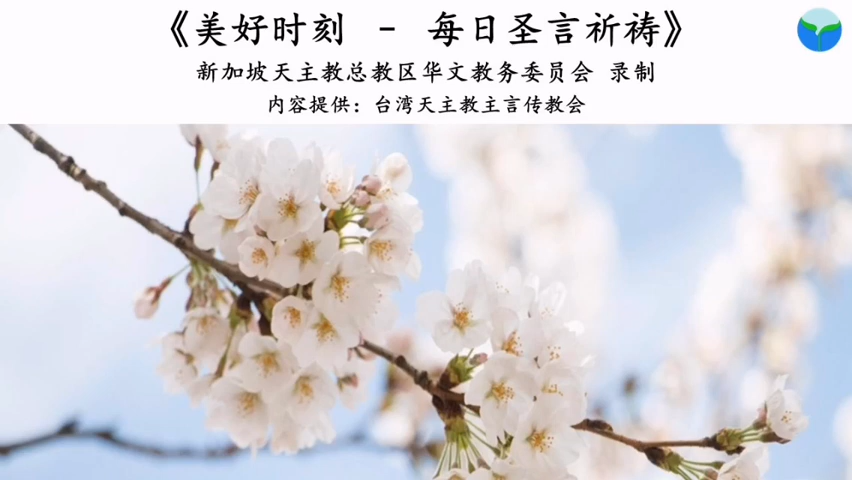 《美好时刻 - 每日圣言祈祷》
新加坡天主教总教区华文教务委员会 录制
内容提供：台湾天主教主言传教会